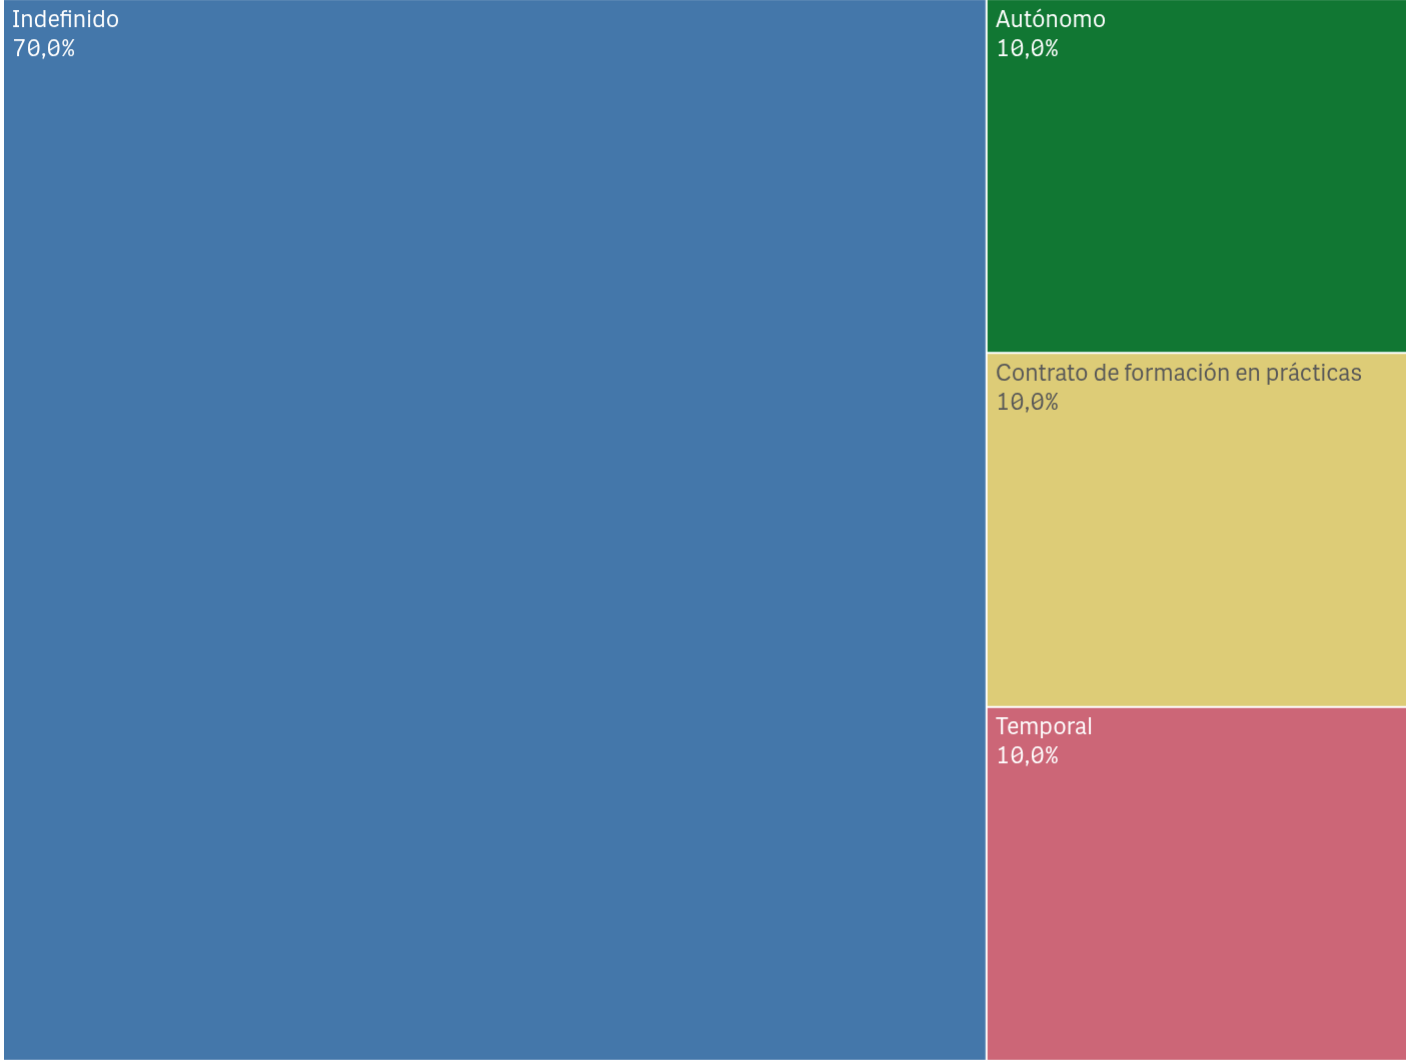 Indefinido
70,0%
Autónomo
10,0%
Contrato de formación en prácticas
10,0%
Temporal
10,0%